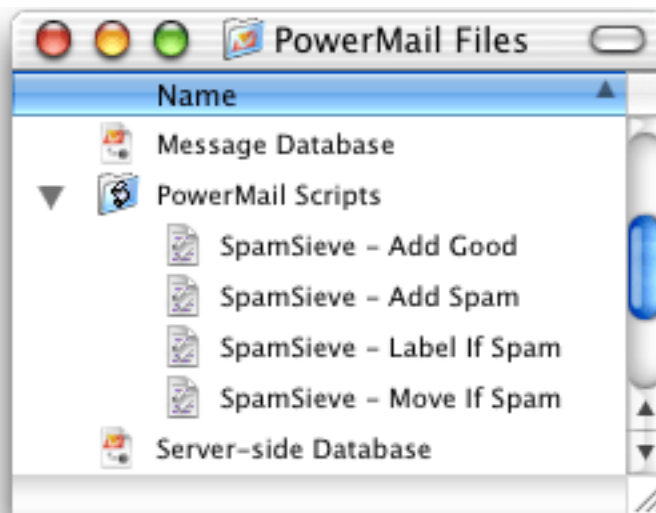 PowerMail Files
Name
Message Database
PowerMail Scripts
SpamSieve – Add Good
SpamSieve – Add Spam
SpamSieve – Label If Spam
SpamSieve – Move If Spam
Server-side Database